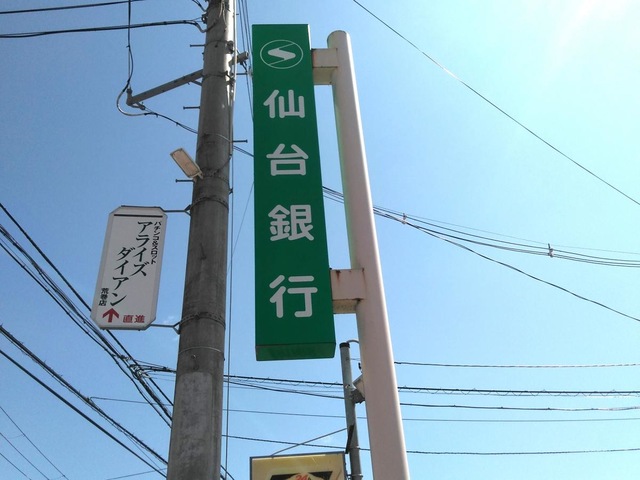 仙台銀行
パチンコ&スロット
アライズ
ダイアン
荒巻店
直進